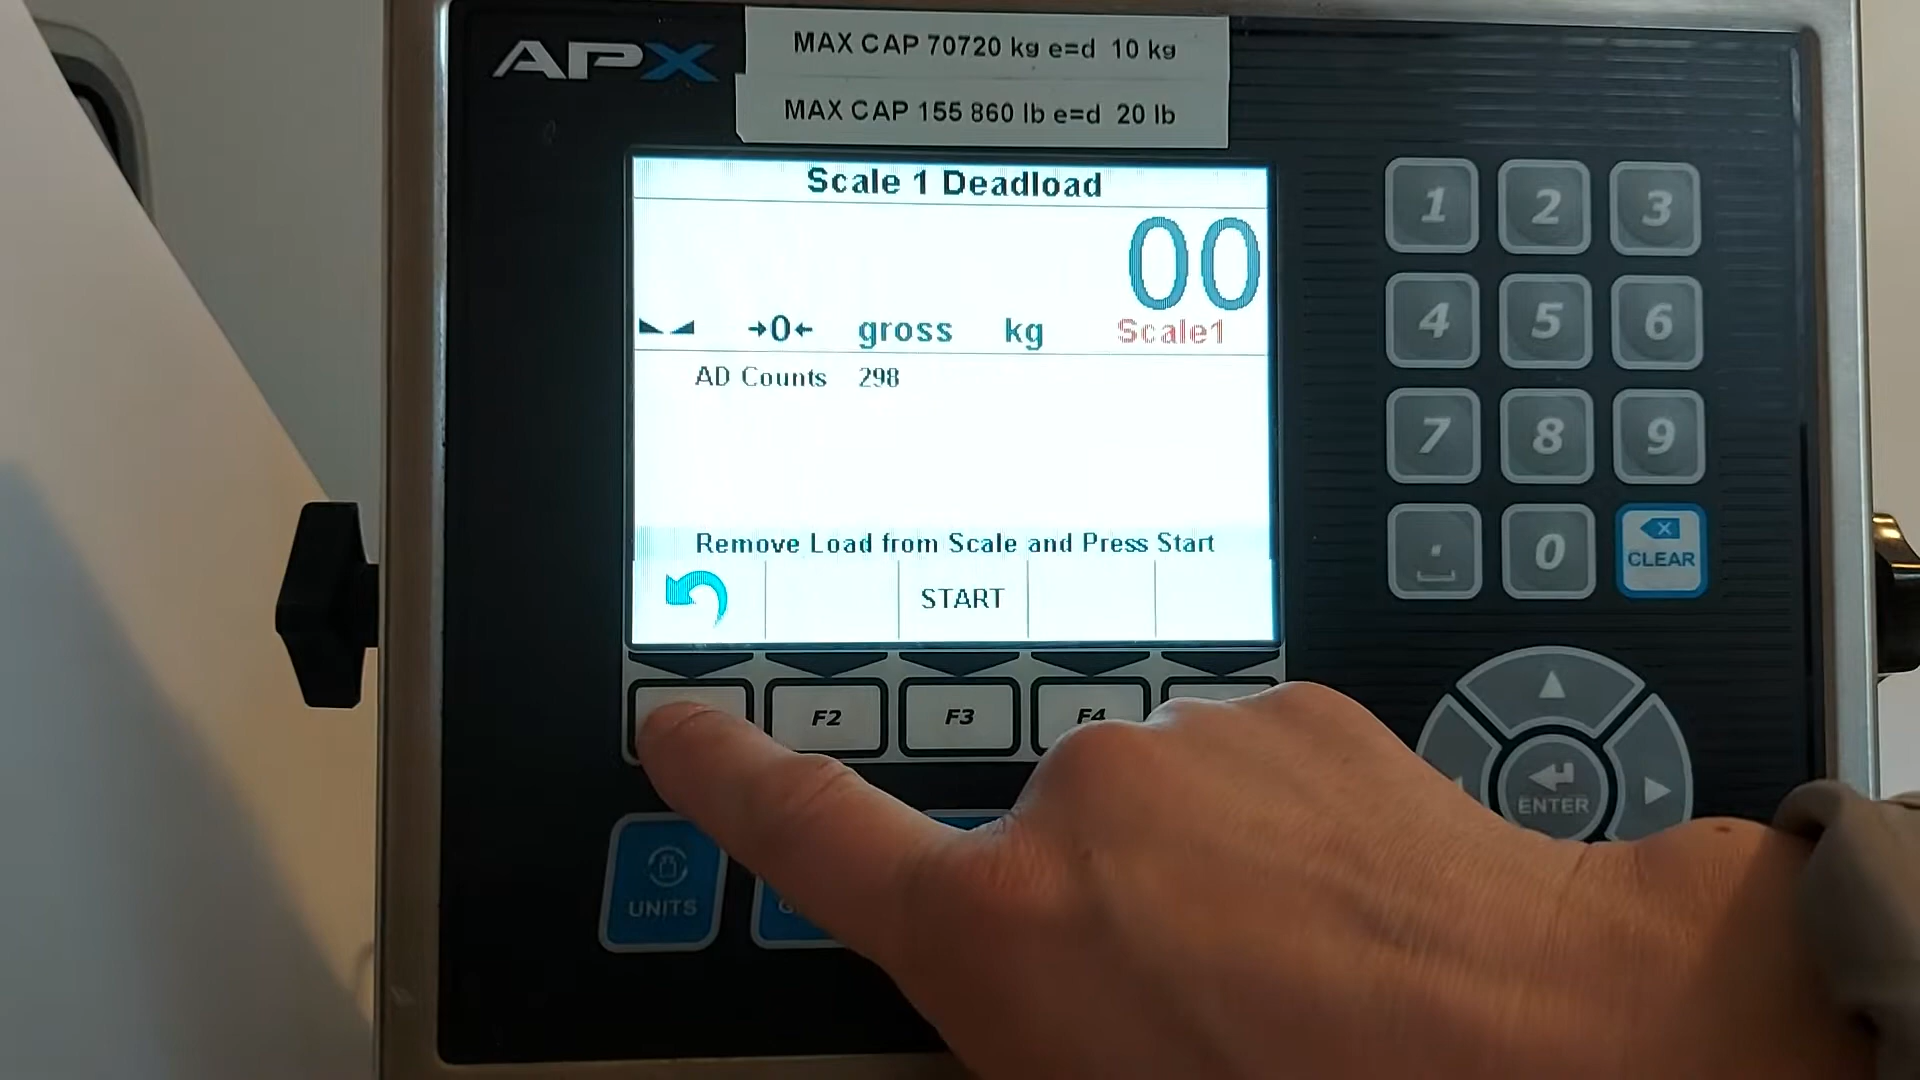 APX
MAX CAP 70720 kg e=d 10 kg
MAX CAP 155 860 lb e=d 20 lb
Scale 1 Deadload
00
→0← gross kg Scale1
AD Counts 298
Remove Load from Scale and Press Start
START
F2 F3 F4
UNITS
1 2 3
4 5 6
7 8 9
. 0 CLEAR
ENTER